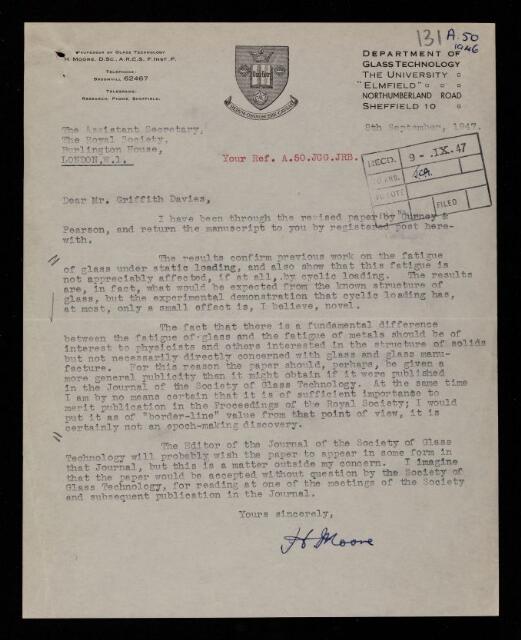 131 A.50
1946
PROFESSOR OF GLASS TECHNOLOGY
H. MOORE, D.SC., A.R.C.S., F.INST.P.
TELEPHONE:
BROOMHILL 62467
TELEGRAMS:
RESEARCH, PHONE, SHEFFIELD.
DEPARTMENT OF
GLASS TECHNOLOGY
THE UNIVERSITY
"ELMFIELD"
NORTHUMBERLAND ROAD
SHEFFIELD 10
8th September, 1947.
The Assistant Secretary,
The Royal Society,
Burlington House,
LONDON,W.1.
Your Ref. A.50.JGG.JRB.
RECD. 9 - .IX.47
FILED
Dear Mr. Griffith Davies,
I have been through the revised paper by Gurney &
Pearson, and return the manuscript to you by registered post here-
with.
The results confirm previous work on the fatigue
of glass under static loading, and also show that this fatigue is
not appreciably affected, if at all, by cyclic loading. The results
are, in fact, what would be expected from the known structure of
glass, but the experimental demonstration that cyclic loading has,
at most, only a small effect is, I believe, novel.
The fact that there is a fundamental difference
between the fatigue of glass and the fatigue of metals should be of
interest to physicists and others interested in the structure of solids
but not necessarily directly concerned with glass and glass manu-
facture. For this reason the paper should, perhaps, be given a
more general publicity than it might obtain if it were published
in the Journal of the Society of Glass Technology. At the same time
I am by no means certain that it is of sufficient importance to
merit publication in the Proceedings of the Royal Society; I would
put it as of "border-line" value from that point of view, it is
certainly not an epoch-making discovery.
The Editor of the Journal of the Society of Glass
Technology will probably wish the paper to appear in some form in
that Journal, but this is a matter outside my concern. I imagine
that the paper would be accepted without question by the Society of
Glass Technology, for reading at one of the meetings of the Society
and subsequent publication in the Journal.
Yours sincerely,
H Moore